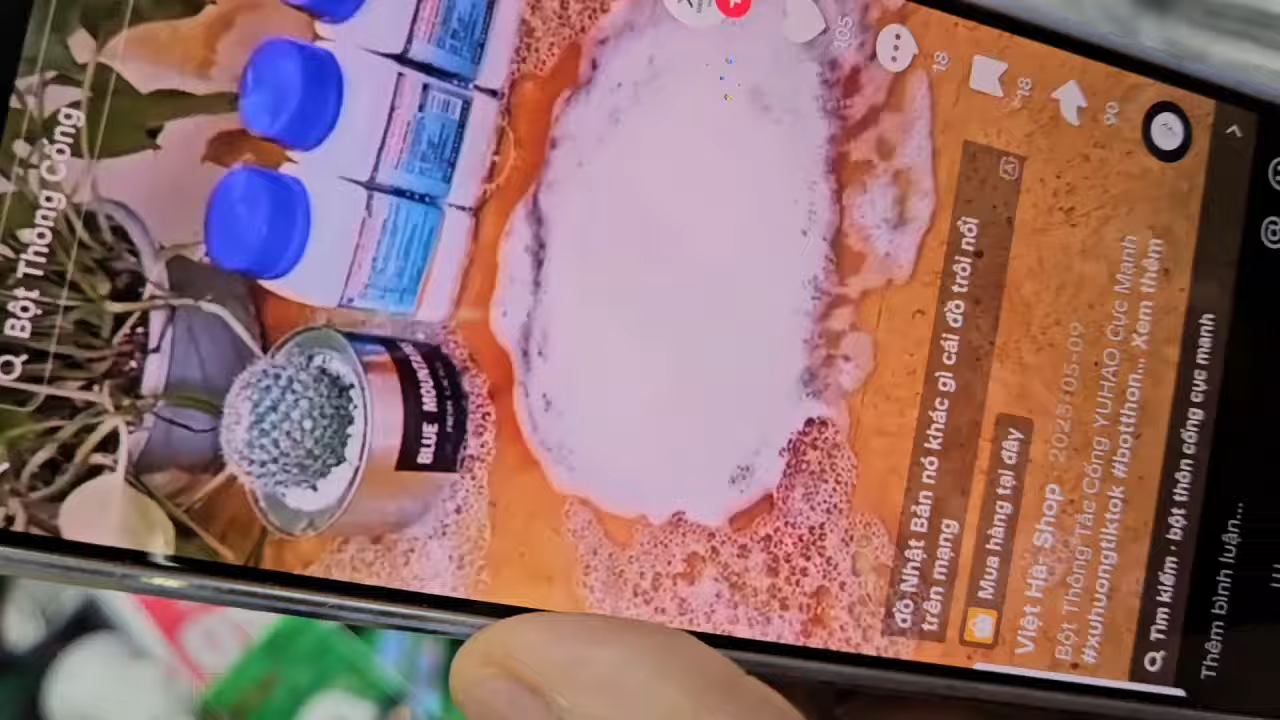 Bột Thông Cống
BLUE MOUNT
105
18
18
90
đồ Nhật Bản nó khác gì cái đồ trôi nổi
trên mạng
Mua hàng tại đây
Việt Hà- Shop · 2025-05-09
Bột Thông Tắc Cống YUHAO Cực Mạnh
#xuhuongtiktok #botthon... Xem thêm
Tìm kiếm · bột thôn cống cực mạnh
Thêm bình luận...
@